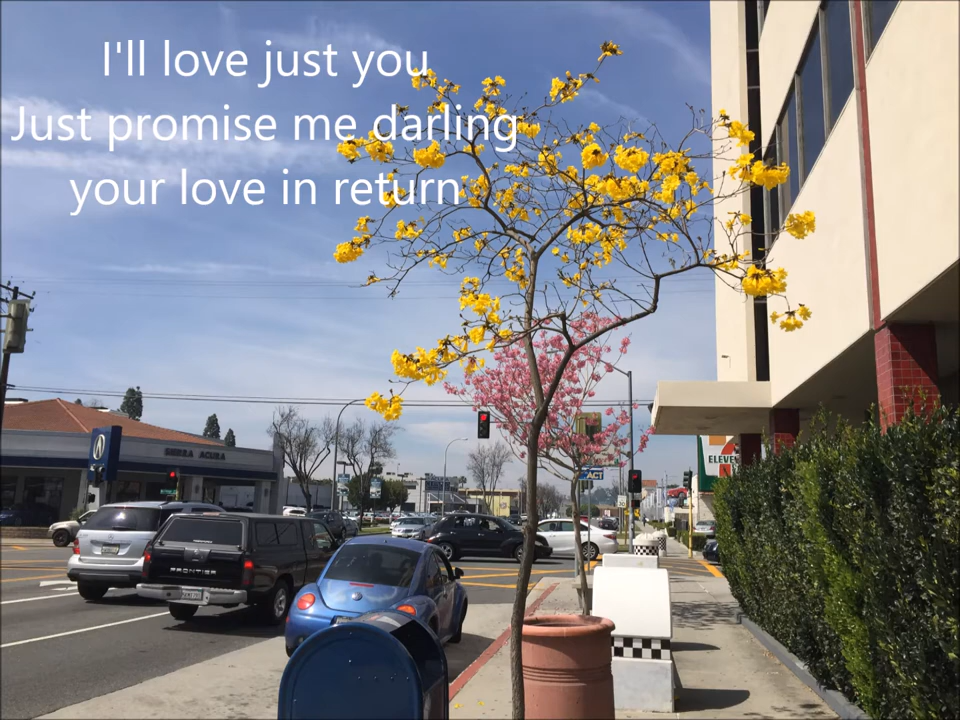 I'll love just you
Just promise me darling
your love in return
SIERRA ACURA
ELEVEN
FRONTIER